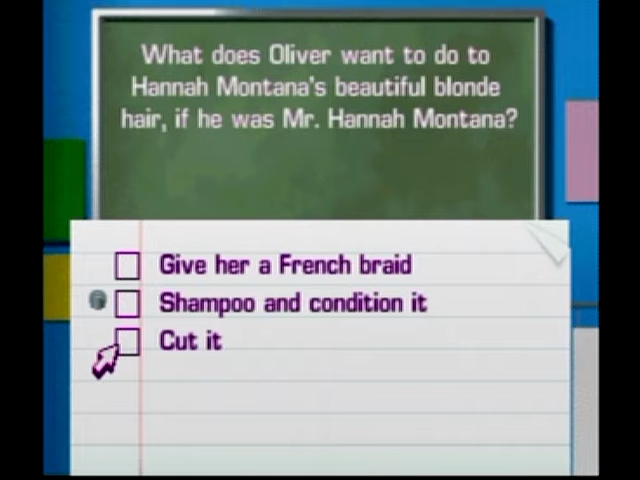 What does Oliver want to do to
Hannah Montana's beautiful blonde
hair, if he was Mr. Hannah Montana?
Give her a French braid
Shampoo and condition it
Cut it